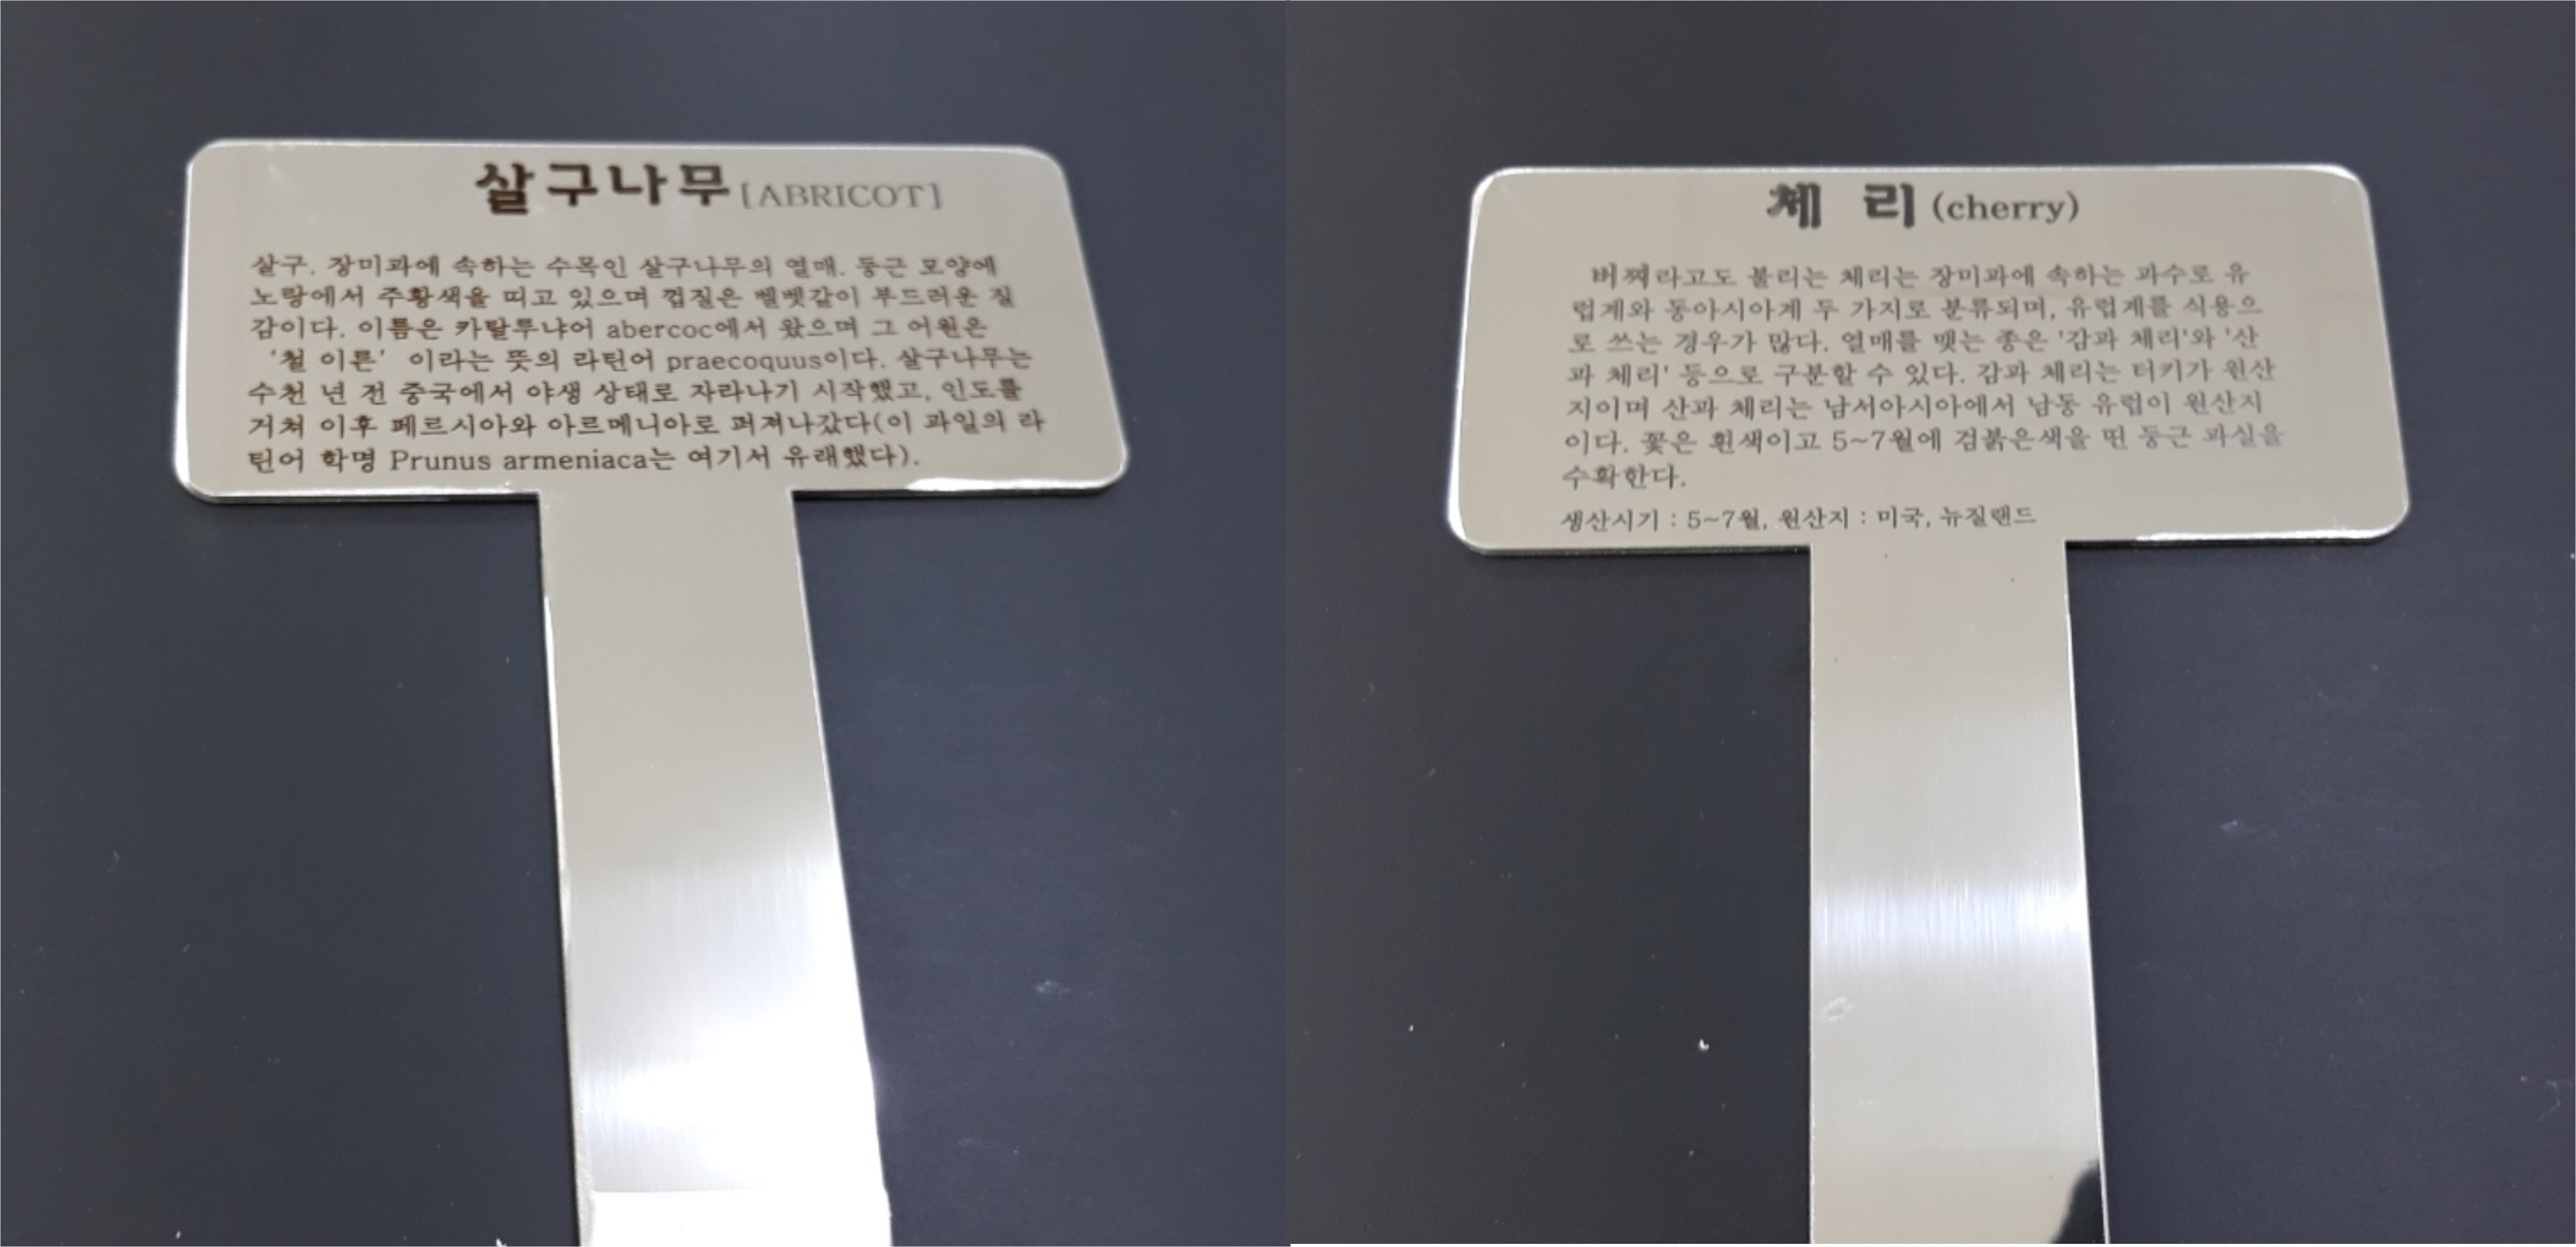 살구나무[ABRICOT]
살구. 장미과에 속하는 수목인 살구나무의 열매. 둥근 모양에
노랑에서 주황색을 띠고 있으며 껍질은 벨벳같이 부드러운 질
감이다. 이름은 카탈루냐어 abercoc에서 왔으며 그 어원은
‘철 이른’ 이라는 뜻의 라틴어 praecoquus이다. 살구나무는
수천 년 전 중국에서 야생 상태로 자라나기 시작했고, 인도를
거쳐 이후 페르시아와 아르메니아로 퍼져나갔다(이 과일의 라
틴어 학명 Prunus armeniaca는 여기서 유래했다).
체 리(cherry)
버찌라고도 불리는 체리는 장미과에 속하는 과수로 유
럽계와 동아시아계 두 가지로 분류되며, 유럽계를 식용으
로 쓰는 경우가 많다. 열매를 맺는 종은 '감과 체리'와 '산
과 체리' 등으로 구분할 수 있다. 감과 체리는 터키가 원산
지이며 산과 체리는 남서아시아에서 남동 유럽이 원산지
이다. 꽃은 흰색이고 5~7월에 검붉은색을 띤 둥근 과실을
수확한다.
생산시기 : 5~7월, 원산지 : 미국, 뉴질랜드